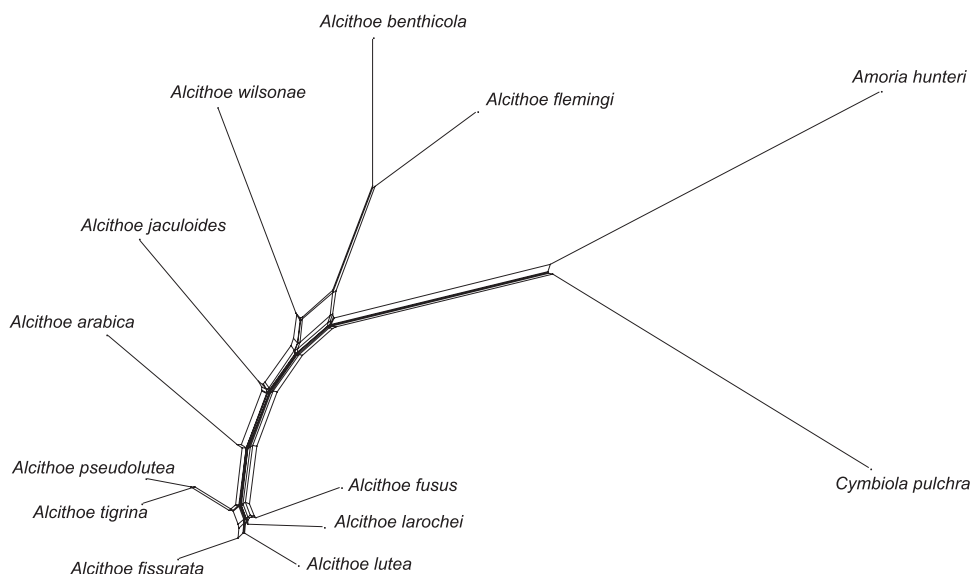 Alcithoe benthicola
Amoria hunteri
Alcithoe wilsonae
Alcithoe flemingi
Alcithoe jaculoides
Alcithoe arabica
Alcithoe pseudolutea
Alcithoe fusus
Cymbiola pulchra
Alcithoe tigrina
Alcithoe larochei
Alcithoe fissurata
Alcithoe lutea